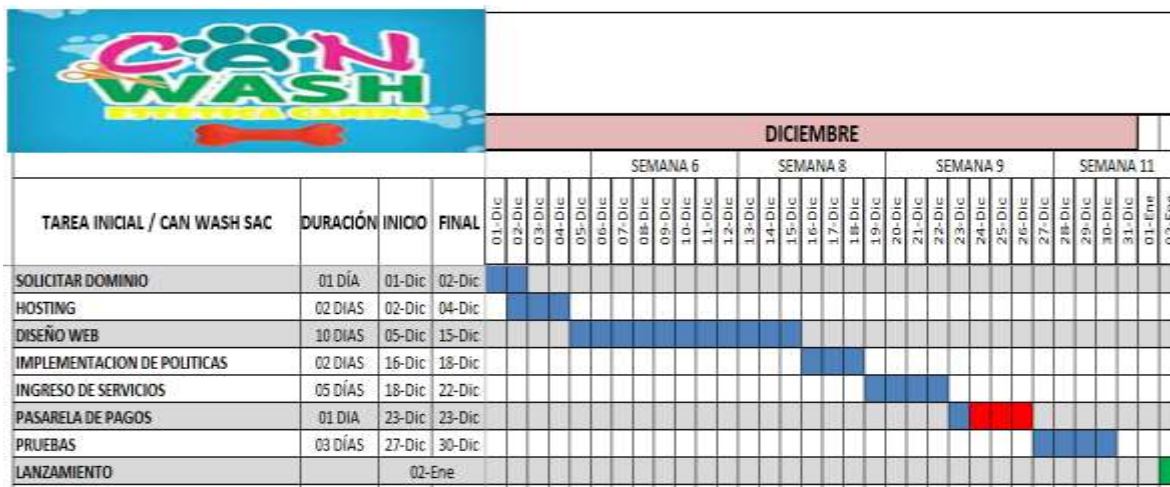 CAN
WASH
ESTÉTICA CANINA
DICIEMBRE
SEMANA 6 SEMANA 8 SEMANA 9 SEMANA 11
TAREA INICIAL / CAN WASH SAC DURACIÓN INICIO FINAL 01-Dic 02-Dic 03-Dic 04-Dic 05-Dic 06-Dic 07-Dic 08-Dic 09-Dic 10-Dic 11-Dic 12-Dic 13-Dic 14-Dic 15-Dic 16-Dic 17-Dic 18-Dic 19-Dic 20-Dic 21-Dic 22-Dic 23-Dic 24-Dic 25-Dic 26-Dic 27-Dic 28-Dic 29-Dic 30-Dic 31-Dic 01-Ene 02-Ene
SOLICITAR DOMINIO 01 DÍA 01-Dic 02-Dic
HOSTING 02 DIAS 02-Dic 04-Dic
DISEÑO WEB 10 DIAS 05-Dic 15-Dic
IMPLEMENTACION DE POLITICAS 02 DIAS 16-Dic 18-Dic
INGRESO DE SERVICIOS 05 DÍAS 18-Dic 22-Dic
PASARELA DE PAGOS 01 DIA 23-Dic 23-Dic
PRUEBAS 03 DÍAS 27-Dic 30-Dic
LANZAMIENTO 02-Ene